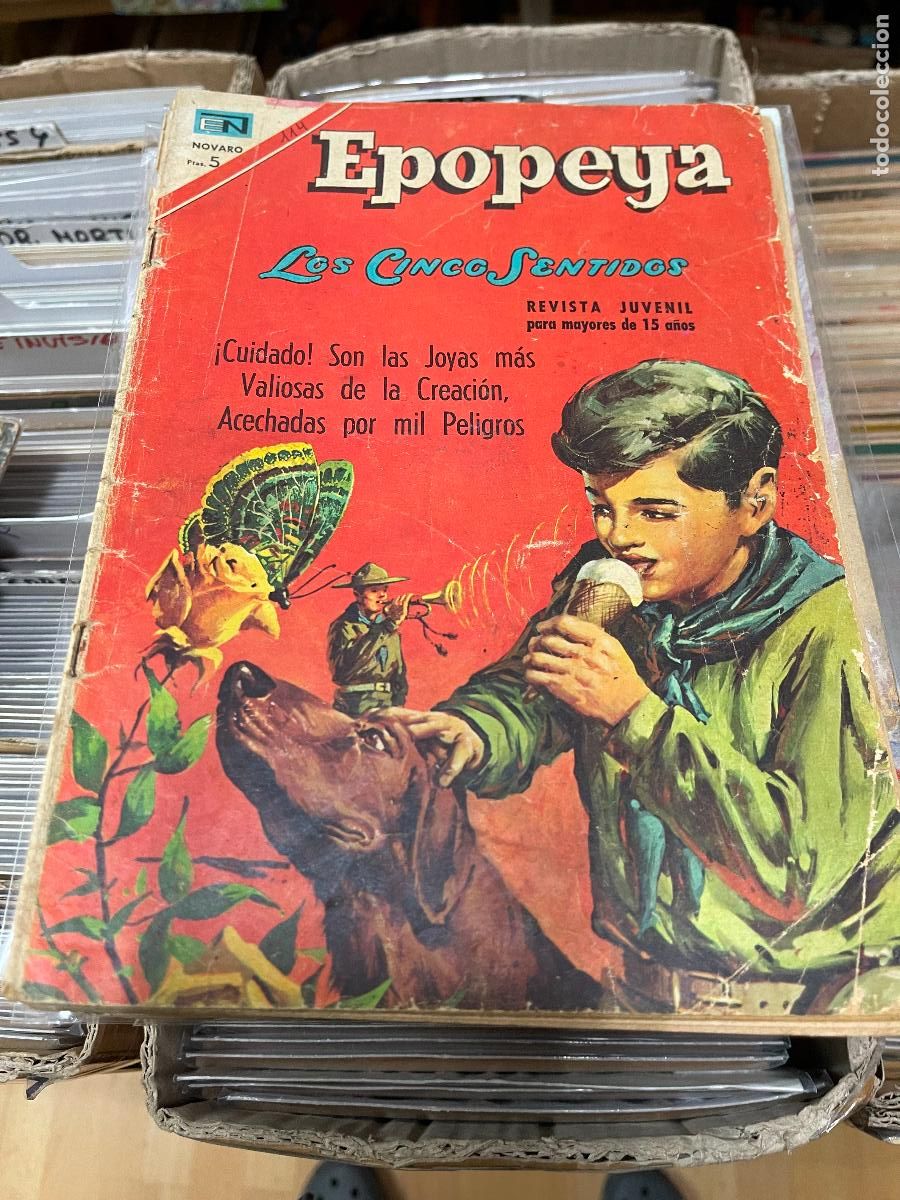 EN
NOVARO
Ptas. 5
114
Epopeya
Los Cinco Sentidos
REVISTA JUVENIL
para mayores de 15 años
¡Cuidado! Son las Joyas más
Valiosas de la Creación,
Acechadas por mil Peligros
todocoleccion